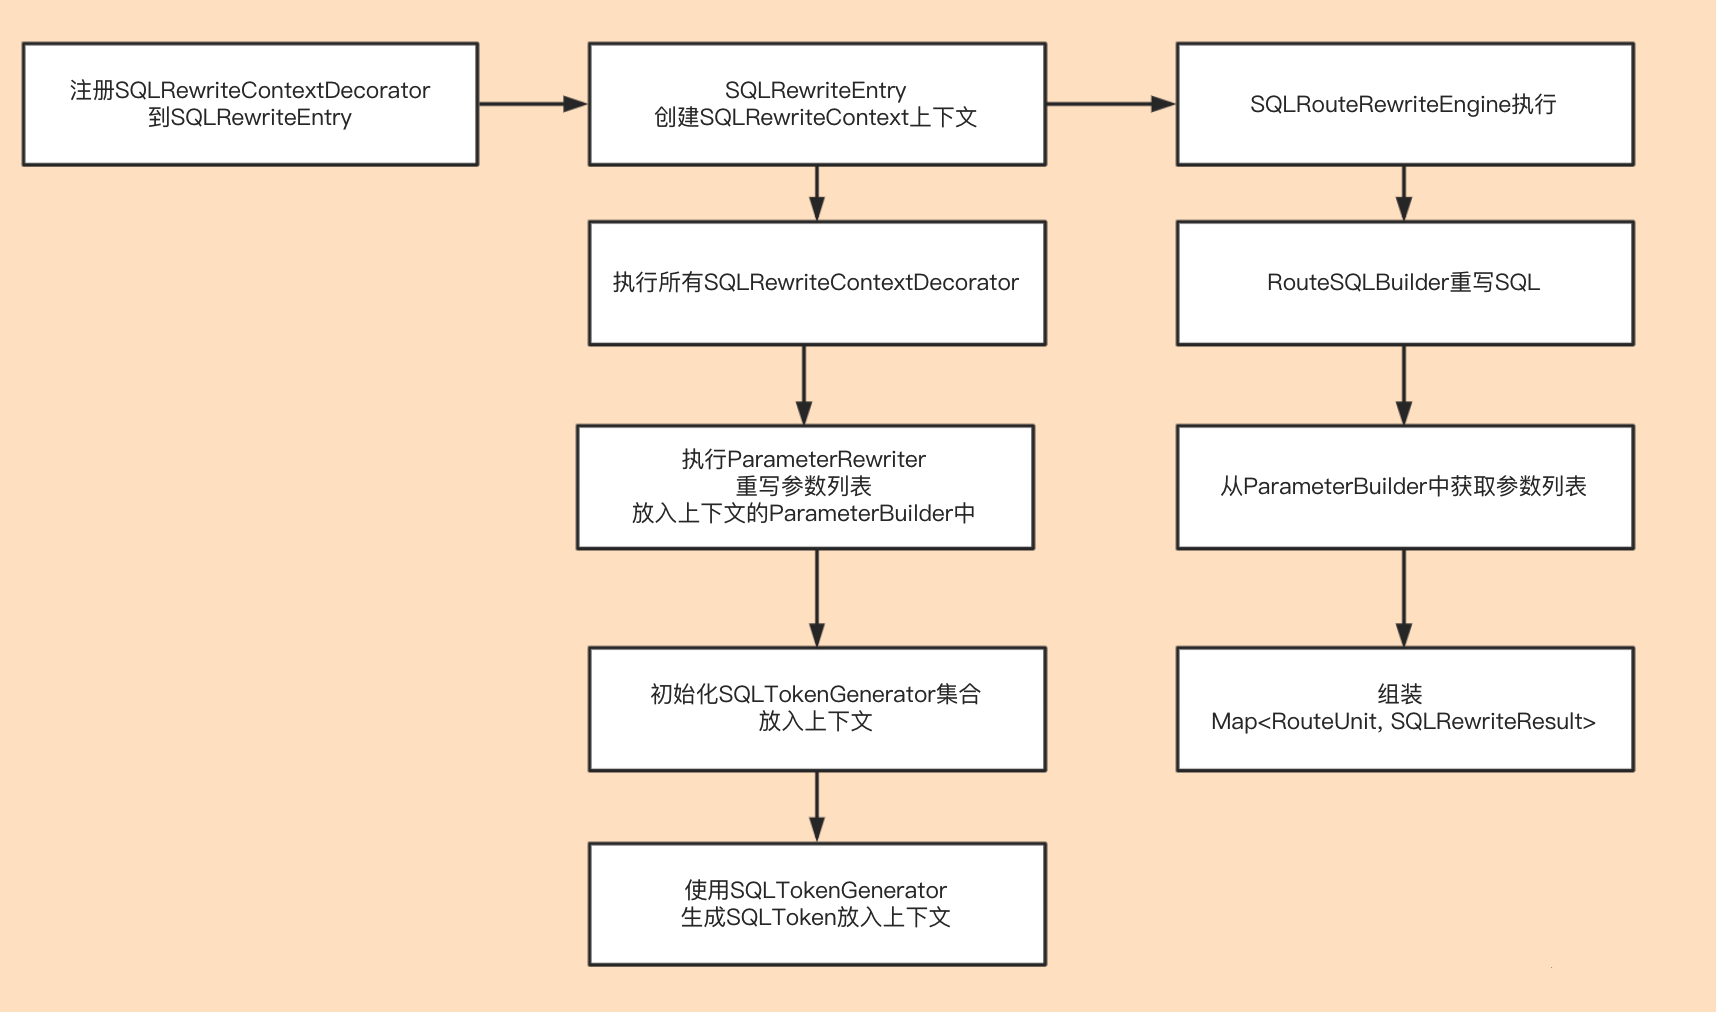 注册SQLRewriteContextDecorator
到SQLRewriteEntry
SQLRewriteEntry
创建SQLRewriteContext上下文
SQLRouteRewriteEngine执行
执行所有SQLRewriteContextDecorator
RouteSQLBuilder重写SQL
执行ParameterRewriter
重写参数列表
放入上下文的ParameterBuilder中
从ParameterBuilder中获取参数列表
初始化SQLTokenGenerator集合
放入上下文
组装
Map<RouteUnit, SQLRewriteResult>
使用SQLTokenGenerator
生成SQLToken放入上下文